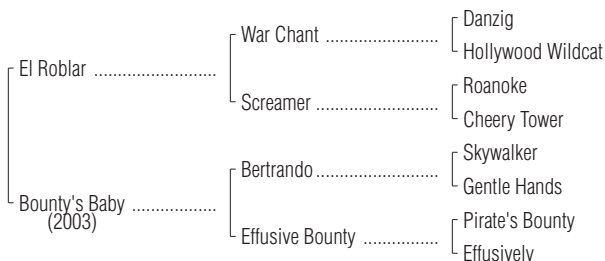 Danzig
War Chant ........................
Hollywood Wildcat
El Roblar ..........................
Roanoke
Screamer ..........................
Cheery Tower
Skywalker
Bertrando ..........................
Gentle Hands
Bounty's Baby ..................
(2003)
Pirate's Bounty
Effusive Bounty ................
Effusively